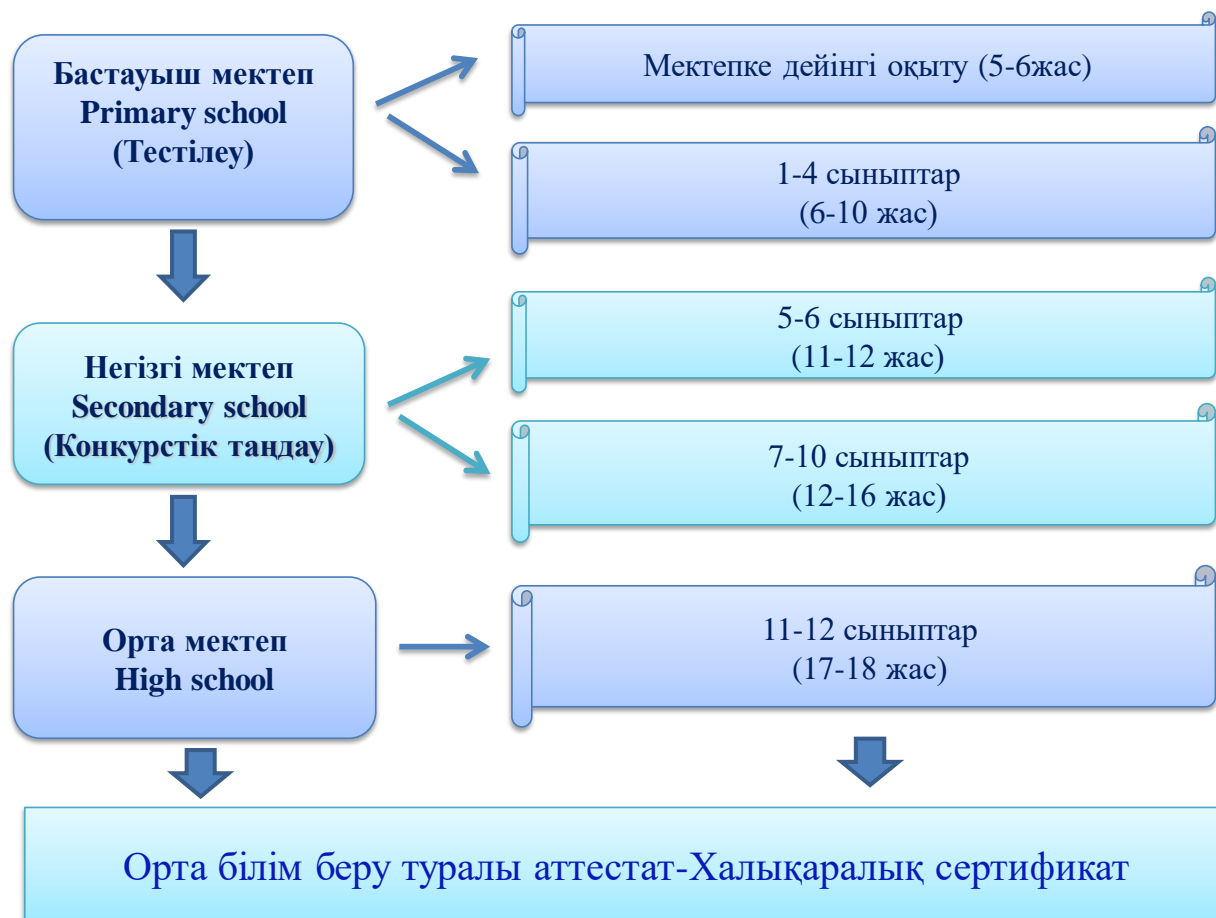 Бастауыш мектеп
Primary school
(Тестілеу)
Мектепке дейінгі оқыту (5-6жас)
1-4 сыныптар
(6-10 жас)
Негізгі мектеп
Secondary school
(Конкурстік таңдау)
5-6 сыныптар
(11-12 жас)
7-10 сыныптар
(12-16 жас)
Орта мектеп
High school
11-12 сыныптар
(17-18 жас)
Орта білім беру туралы аттестат-Халықаралық сертификат